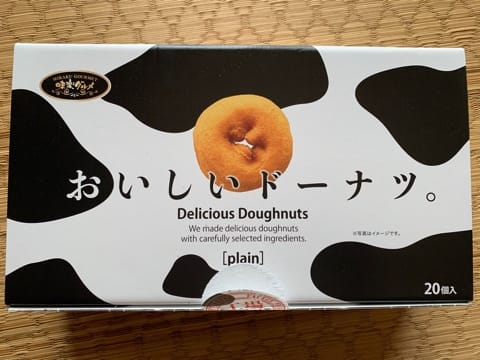 MIRAKU GOURMET
味楽グルメ
おいしいドーナツ。
Delicious Doughnuts
We made delicious doughnuts
with carefully selected ingredients.
※写真はイメージです。
[plain]
20個入